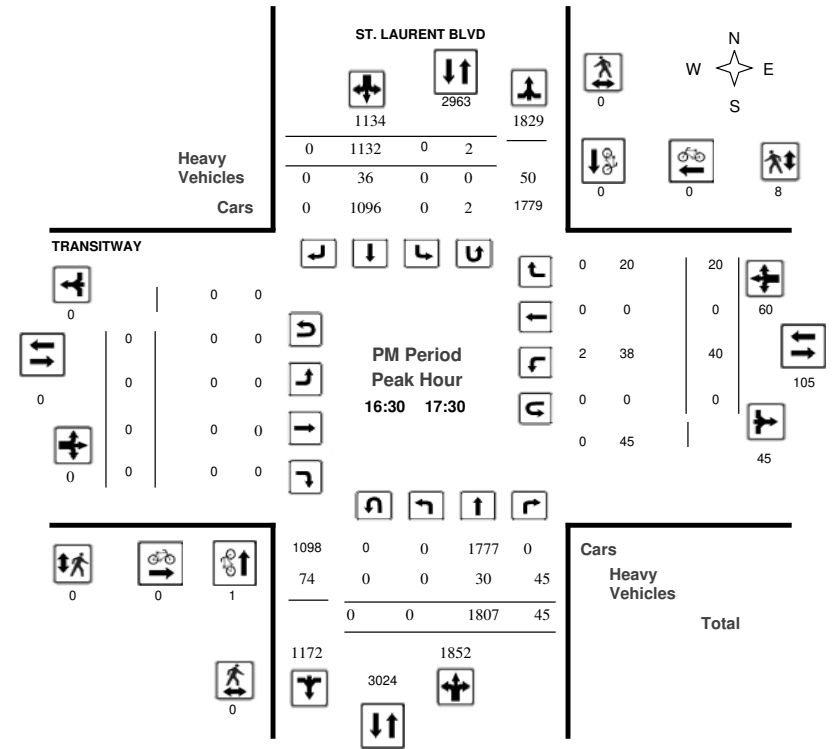 ST. LAURENT BLVD
N
W E
S
2963
0
1134 1829
1132 0 2
0
Heavy
Vehicles
0 36 0 0 50
0 0 8
Cars
0 1096 0 2 1779
TRANSITWAY
0 20 20
0 0 0
0 60
0 0 0
0 0 0
PM Period
Peak Hour
16:30 17:30
2 38 40
105
0 0 0 0
0 0 0
0 45
45
0 0 0
0
1098 0 0 1777 0
Cars
74 0 0 30 45
Heavy
Vehicles
0 0 1
0 0 1807 45
Total
1172 1852
3024
0